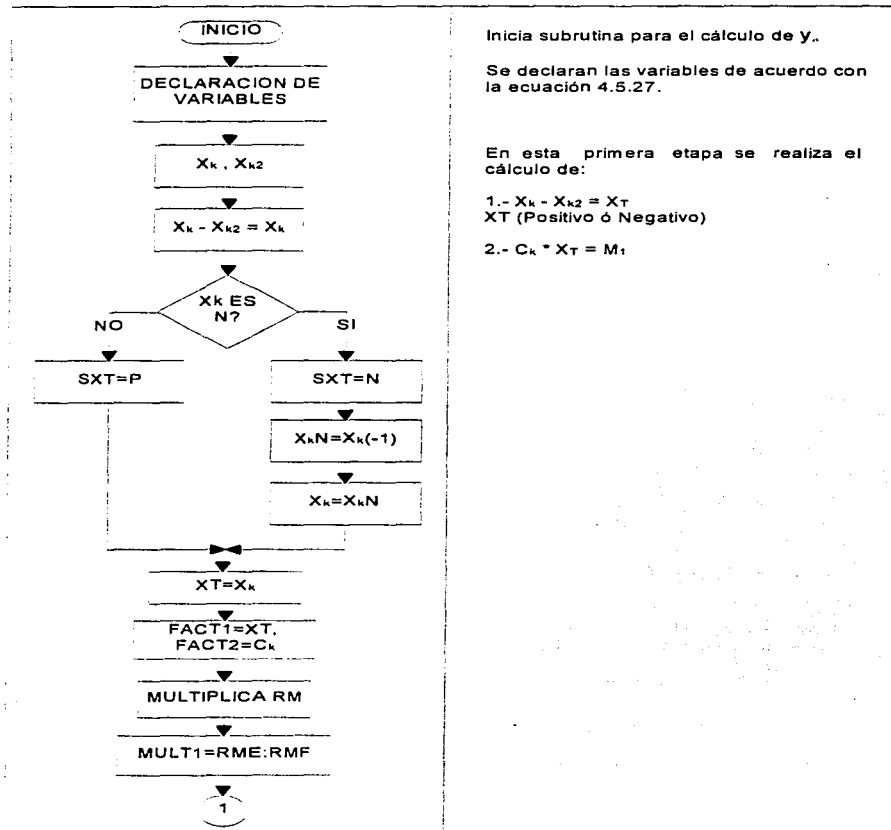 INICIO
DECLARACION DE
VARIABLES
Xk , Xk2
Xk - Xk2 = Xk
Xk ES
N?
NO
SI
SXT=P
SXT=N
XkN=Xk(-1)
Xk=XkN
XT=Xk
FACT1=XT,
FACT2=Ck
MULTIPLICA RM
MULT1=RME:RMF
1
Inicia subrutina para el cálculo de
Se declaran las variables de acuerdo con
la ecuación 4.5.27.
En esta primera etapa se realiza el
cálculo de:
1.- Xk - Xk2 = XT
XT (Positivo ó Negativo)
2.- Ck * XT = M1